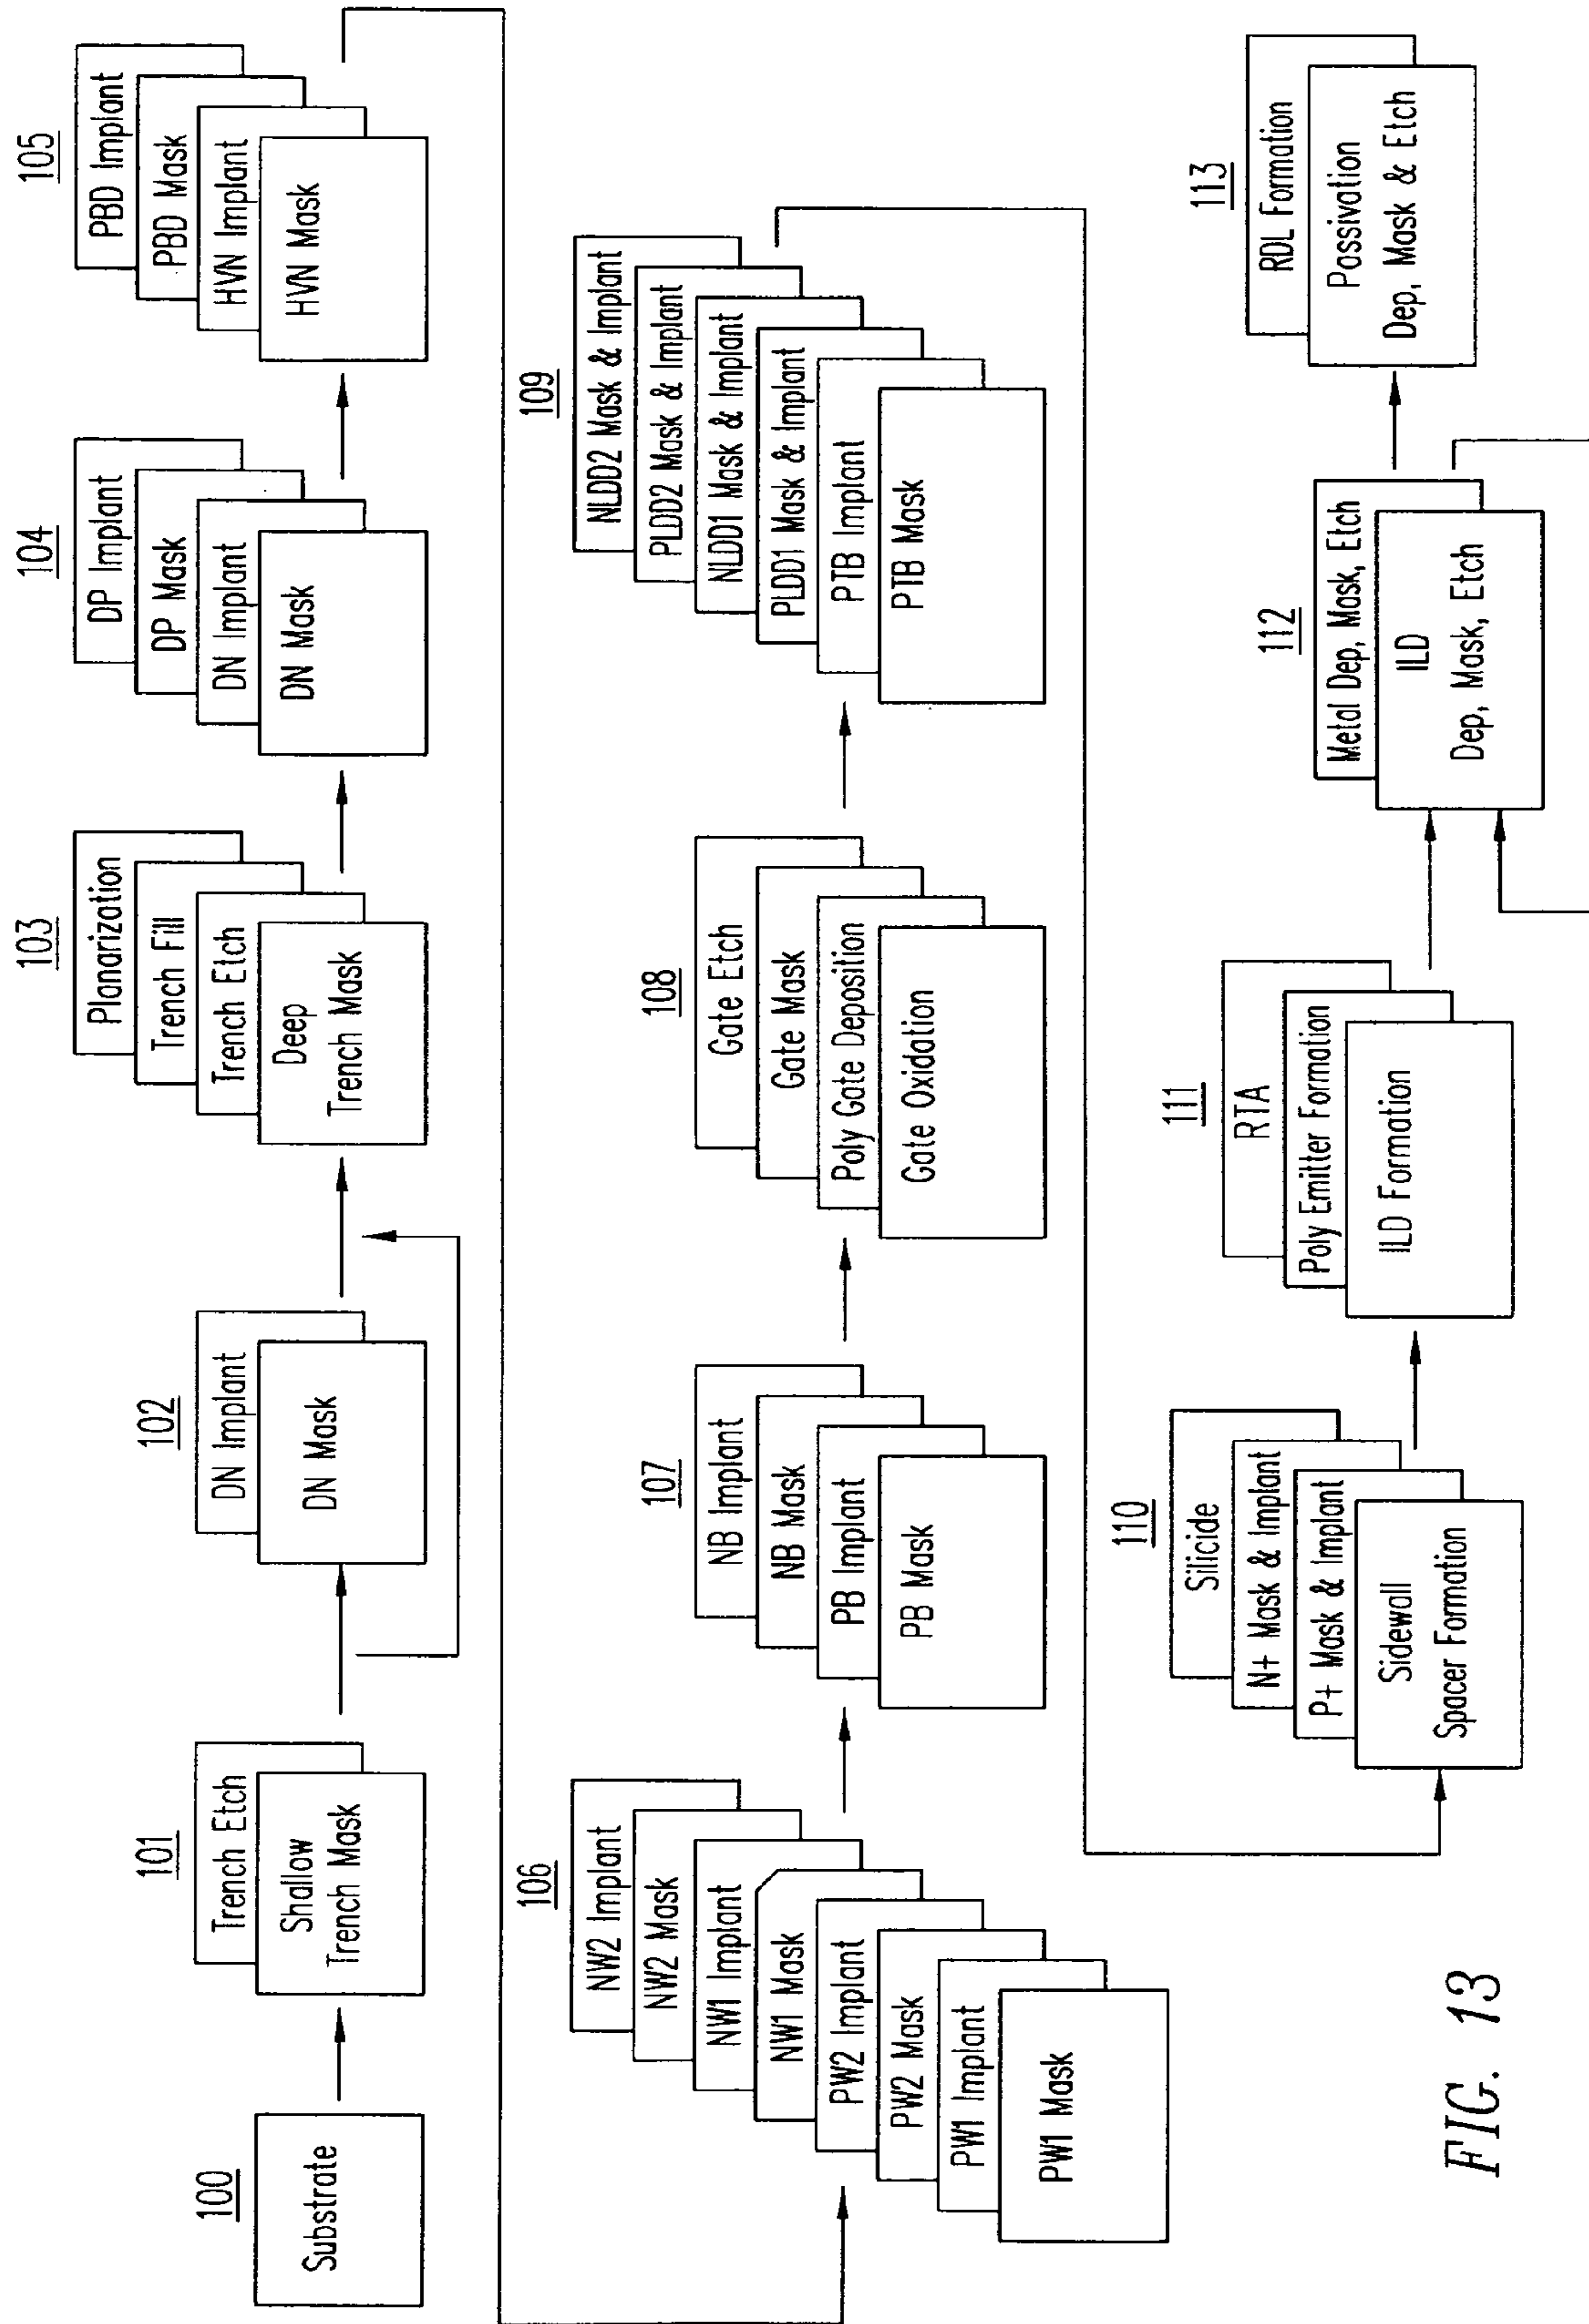 100
Substrate
101
Trench Etch
Shallow
Trench Mask
102
DN Implant
DN Mask
103
Planarization
Trench Fill
Trench Etch
Deep
Trench Mask
104
DP Implant
DP Mask
DN Implant
DN Mask
105
PBD Implant
PBD Mask
HVN Implant
HVN Mask
106
NW2 Implant
NW2 Mask
NW1 Implant
NW1 Mask
PW2 Implant
PW2 Mask
PW1 Implant
PW1 Mask
107
NB Implant
NB Mask
PB Implant
PB Mask
108
Gate Etch
Gate Mask
Poly Gate Deposition
Gate Oxidation
109
NLDD2 Mask & Implant
PLDD2 Mask & Implant
NLDD1 Mask & Implant
PLDD1 Mask & Implant
PTB Implant
PTB Mask
110
Silicide
N+ Mask & Implant
P+ Mask & Implant
Sidewall
Spacer Formation
111
RTA
Poly Emitter Formation
ILD Formation
112
Metal Dep, Mask, Etch
ILD
Dep, Mask, Etch
113
RDL Formation
Passivation
Dep, Mask & Etch
FIG. 13